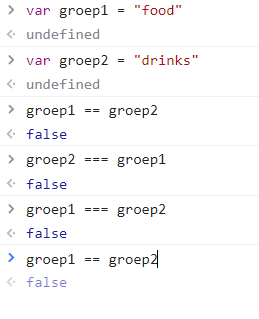 > var groep1 = "food"
<· undefined
> var groep2 = "drinks"
<· undefined
> groep1 == groep2
<· false
> groep2 === groep1
<· false
> groep1 === groep2
<· false
> groep1 == groep2
<· false